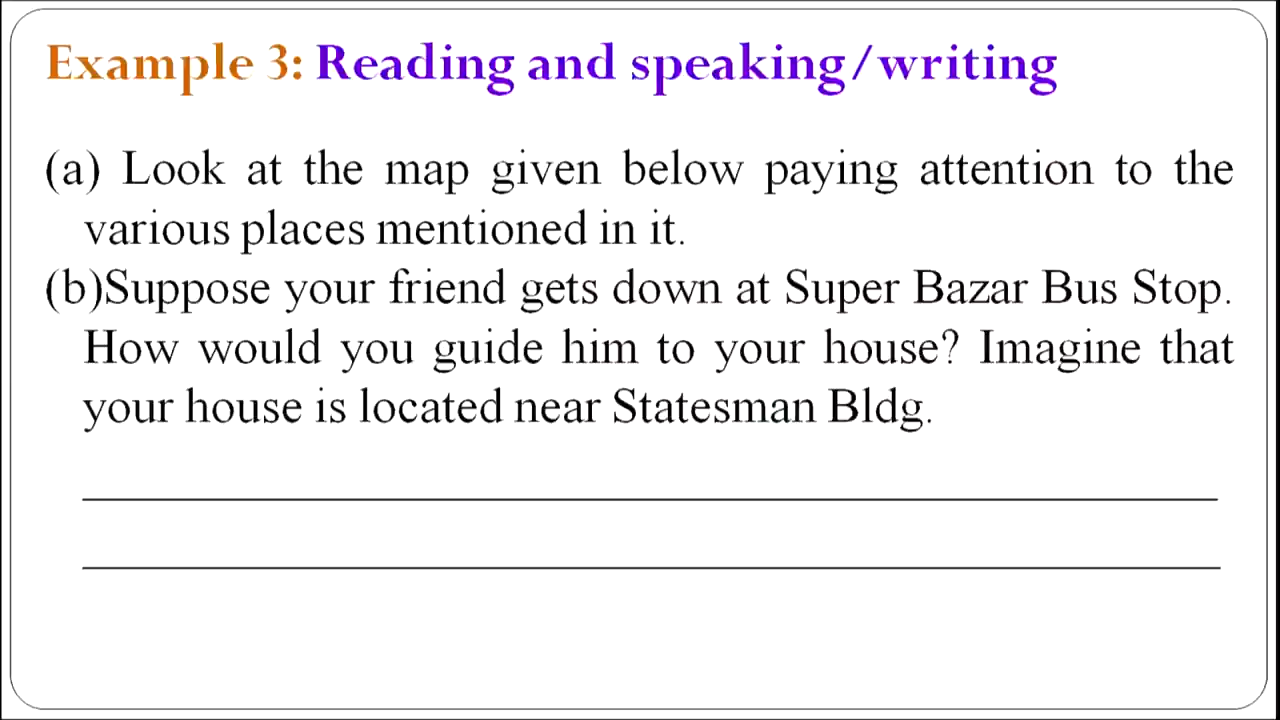 Example 3: Reading and speaking/writing
(a) Look at the map given below paying attention to the
various places mentioned in it.
(b)Suppose your friend gets down at Super Bazar Bus Stop.
How would you guide him to your house? Imagine that
your house is located near Statesman Bldg.